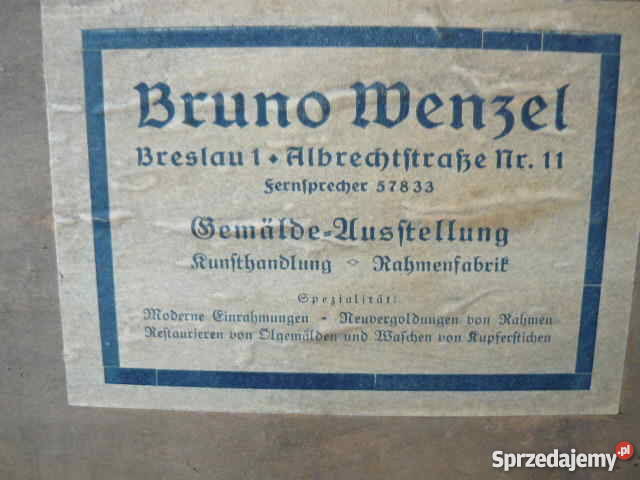 Bruno Wenzel
Breslau 1 • Albrechtstraße Nr. 11
Fernsprecher 57833
Gemälde-Ausstellung
Kunsthandlung ◇ Rahmenfabrik
Spezialität:
Moderne Einrahmungen - Neuvergoldungen von Rahmen
Restaurieren von Ölgemälden und Waschen von Kupferstichen
Sprzedajemy.pl